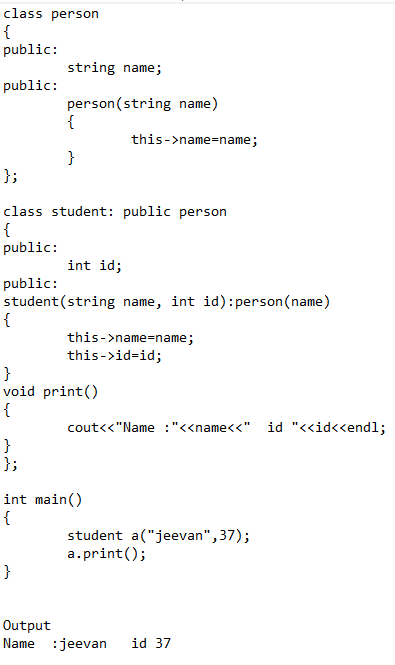 class person
{
public:
        string name;
public:
        person(string name)
        {
                this->name=name;
        }
};

class student: public person
{
public:
        int id;
public:
student(string name, int id):person(name)
{
        this->name=name;
        this->id=id;
}
void print()
{
        cout<<"Name :"<<name<<"  id "<<id<<endl;
}
};

int main()
{
        student a("jeevan",37);
        a.print();
}


Output
Name  :jeevan   id 37